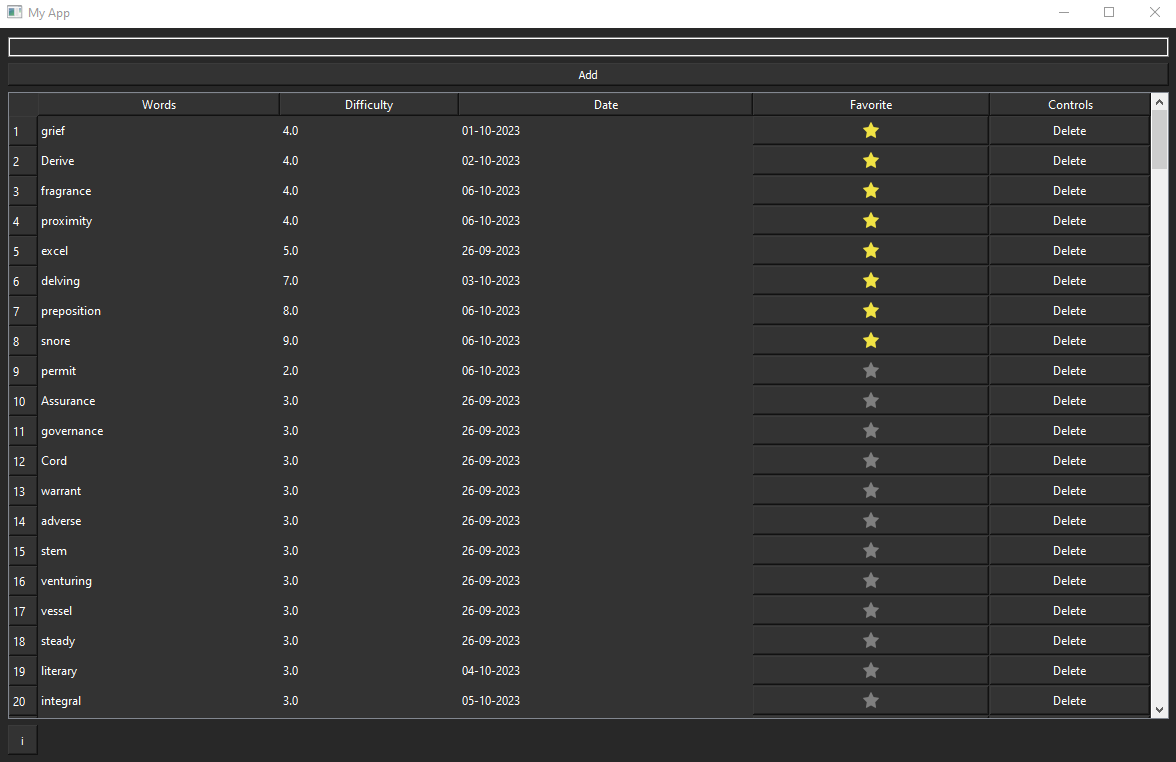 My App
Add
Words Difficulty Date Favorite Controls
1 grief 4.0 01-10-2023 Delete
2 Derive 4.0 02-10-2023 Delete
3 fragrance 4.0 06-10-2023 Delete
4 proximity 4.0 06-10-2023 Delete
5 excel 5.0 26-09-2023 Delete
6 delving 7.0 03-10-2023 Delete
7 preposition 8.0 06-10-2023 Delete
8 snore 9.0 06-10-2023 Delete
9 permit 2.0 06-10-2023 Delete
10 Assurance 3.0 26-09-2023 Delete
11 governance 3.0 26-09-2023 Delete
12 Cord 3.0 26-09-2023 Delete
13 warrant 3.0 26-09-2023 Delete
14 adverse 3.0 26-09-2023 Delete
15 stem 3.0 26-09-2023 Delete
16 venturing 3.0 26-09-2023 Delete
17 vessel 3.0 26-09-2023 Delete
18 steady 3.0 26-09-2023 Delete
19 literary 3.0 04-10-2023 Delete
20 integral 3.0 05-10-2023 Delete
i